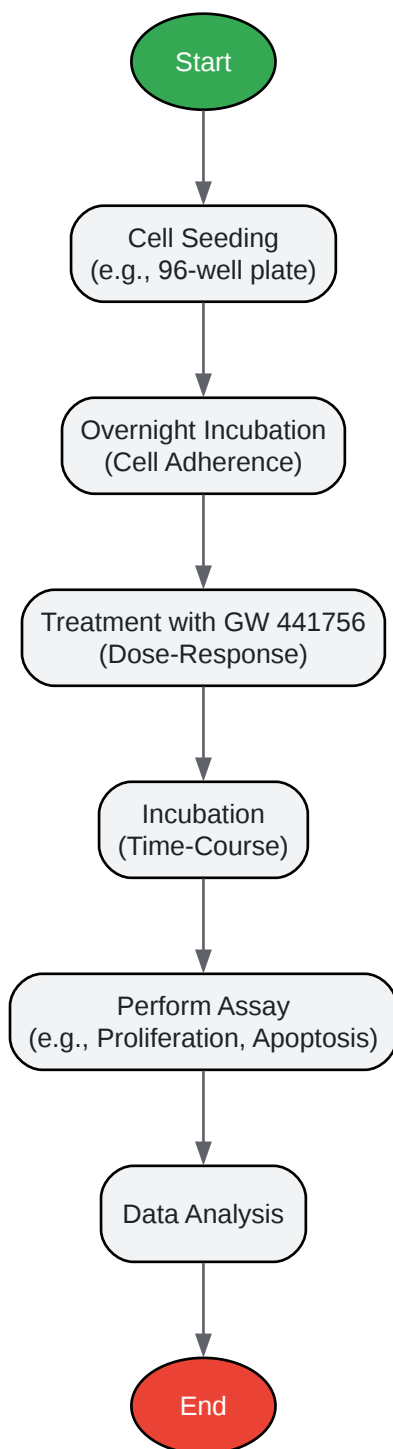 Start
Cell Seeding
(e.g., 96-well plate)
Overnight Incubation
(Cell Adherence)
Treatment with GW 441756
(Dose-Response)
Incubation
(Time-Course)
Perform Assay
(e.g., Proliferation, Apoptosis)
Data Analysis
End